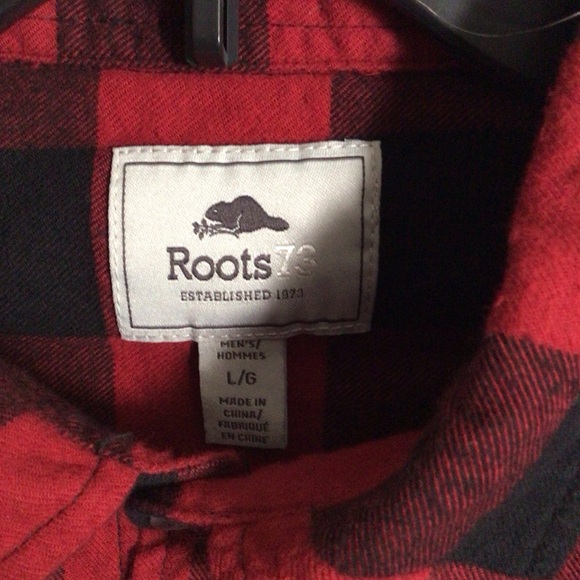 Roots73
ESTABLISHED 1973
MEN'S/
HOMMES
L/G
MADE IN
CHINA/
FABRIQUÉ
EN CHINE